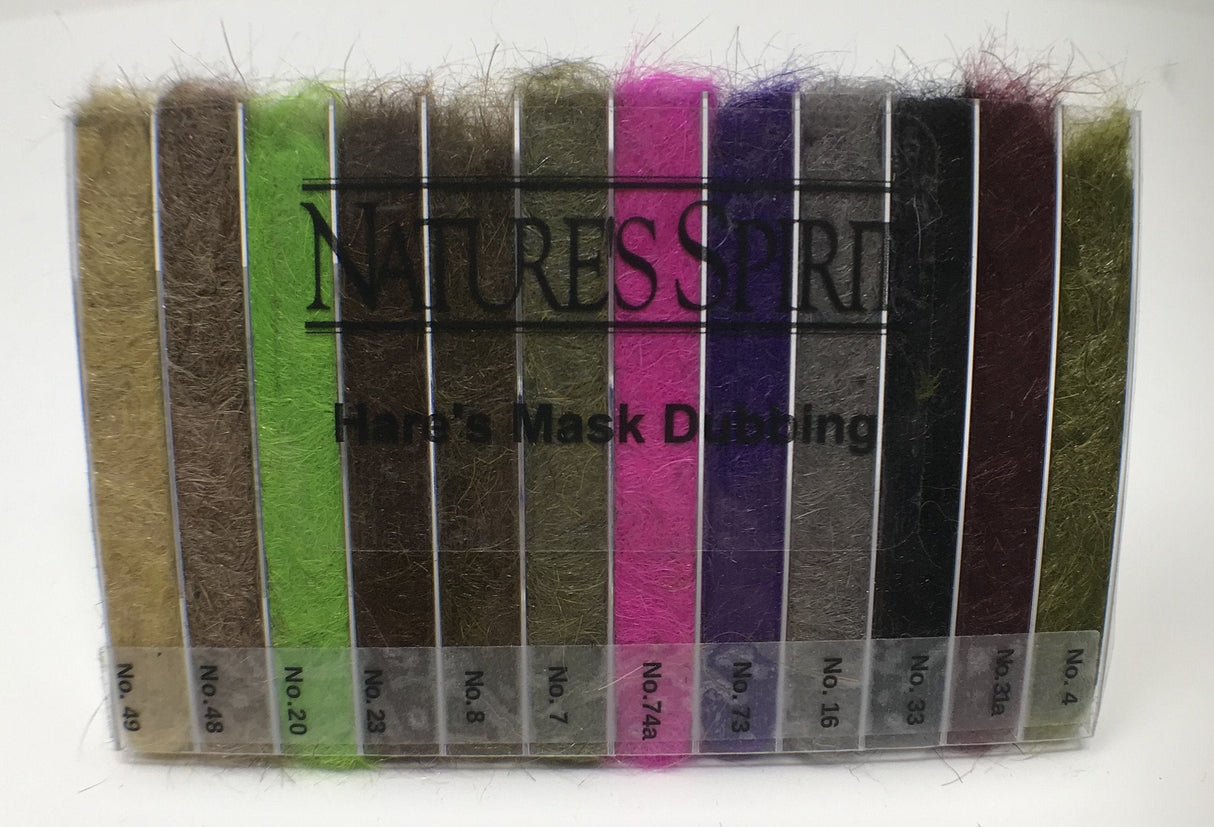 NATURE'S SPIRIT
Hare's Mask Dubbing
No. 49
No.48
No.20
No.23
No.8
No.7
No.74a
No.73
No.16
No.33
No.31a
No.4